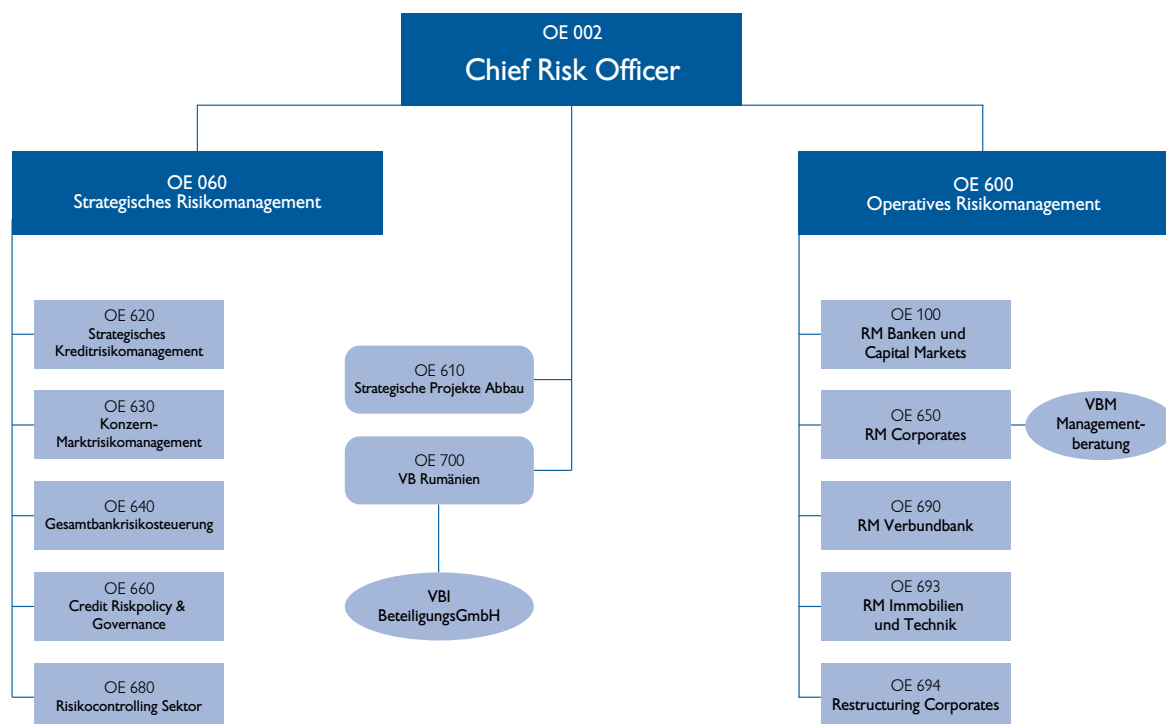 OE 002
Chief Risk Officer
OE 060
Strategisches Risikomanagement
OE 600
Operatives Risikomanagement
OE 620
Strategisches
Kreditrisikomanagement
OE 630
Konzern-
Marktrisikomanagement
OE 640
Gesamtbankrisikosteuerung
OE 660
Credit Riskpolicy &
Governance
OE 680
Risikocontrolling Sektor
OE 610
Strategische Projekte Abbau
OE 700
VB Rumänien
VBI
BeteiligungsGmbH
OE 100
RM Banken und
Capital Markets
OE 650
RM Corporates
VBM
Management-
beratung
OE 690
RM Verbundbank
OE 693
RM Immobilien
und Technik
OE 694
Restructuring Corporates